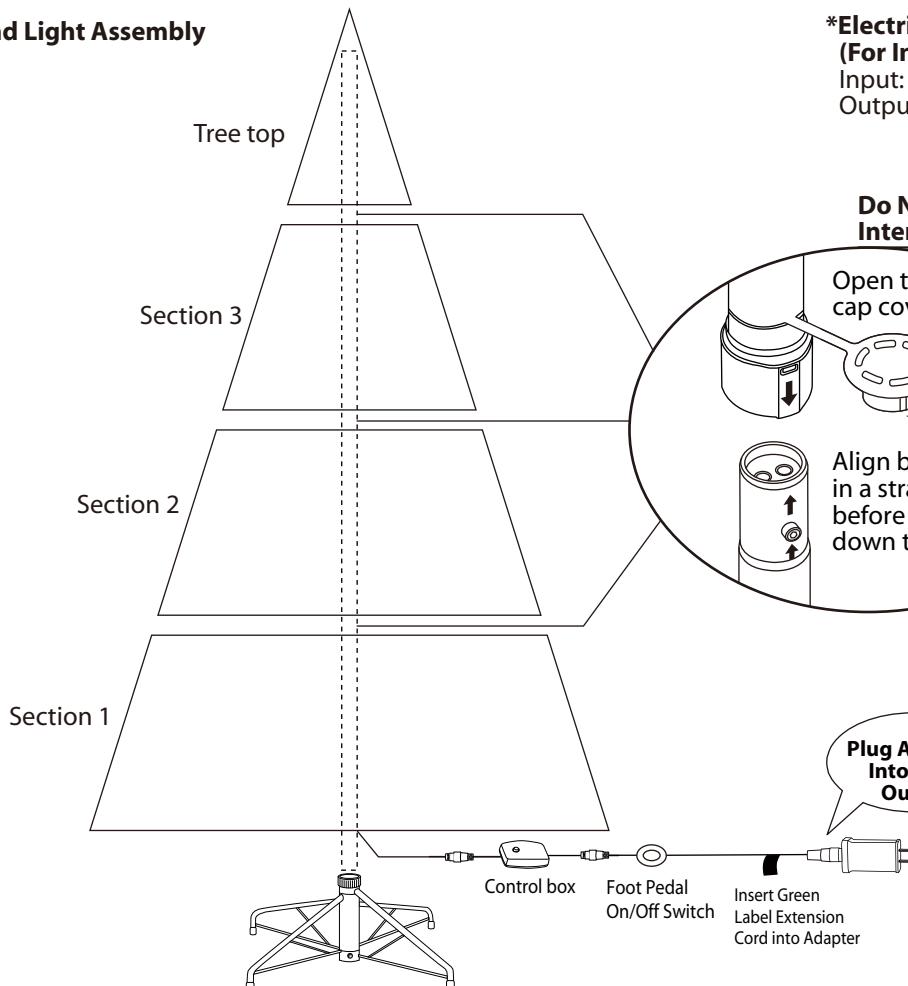 d Light Assembly
*Electri
(For In
Input:
Outpu
Tree top
Do N
Inter
Open t
cap cov
Section 3
Align b
in a stra
before
down t
Section 2
Section 1
Plug A
Into
Ou
Control box
Foot Pedal
On/Off Switch
Insert Green
Label Extension
Cord into Adapter